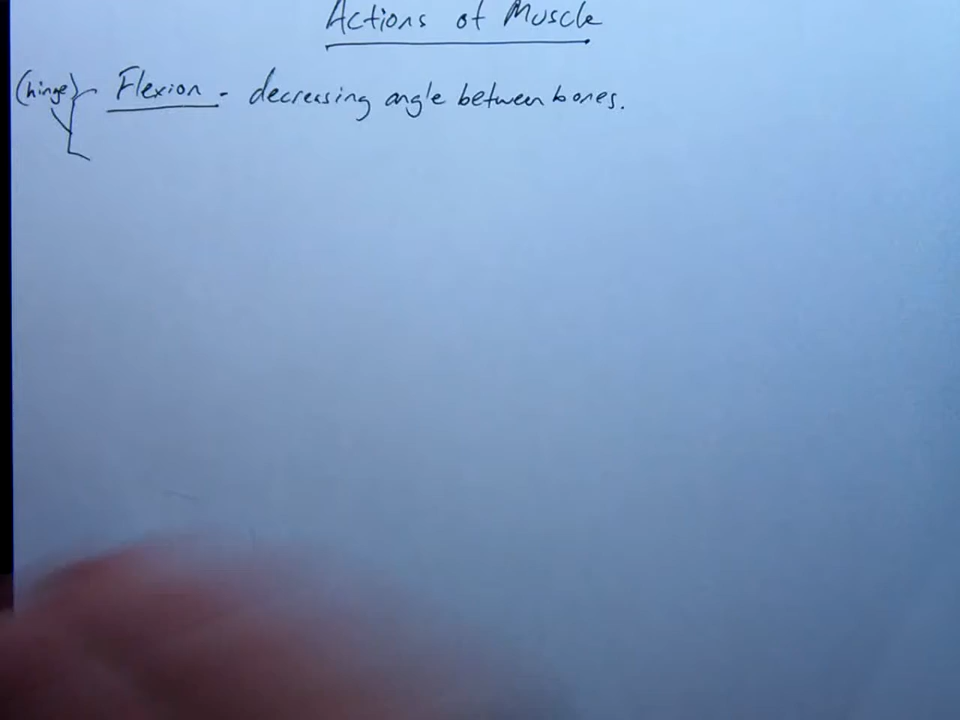 Actions of Muscle
(hinge) Flexion - decreasing angle between bones.